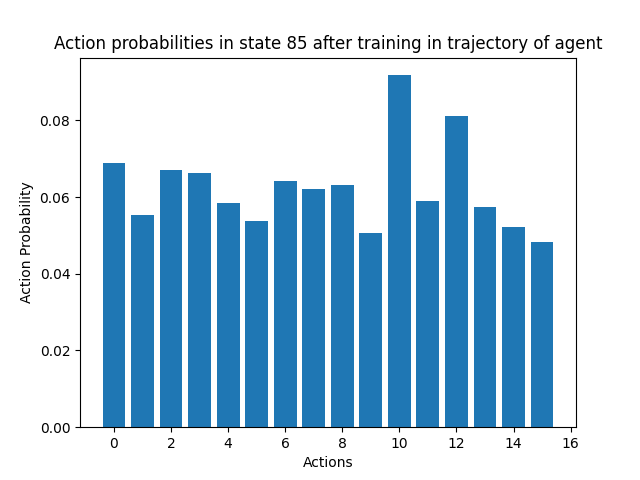 Action probabilities in state 85 after training in trajectory of agent
0.08
0.06
0.04
0.02
0.00
Action Probability
0 2 4 6 8 10 12 14 16
Actions